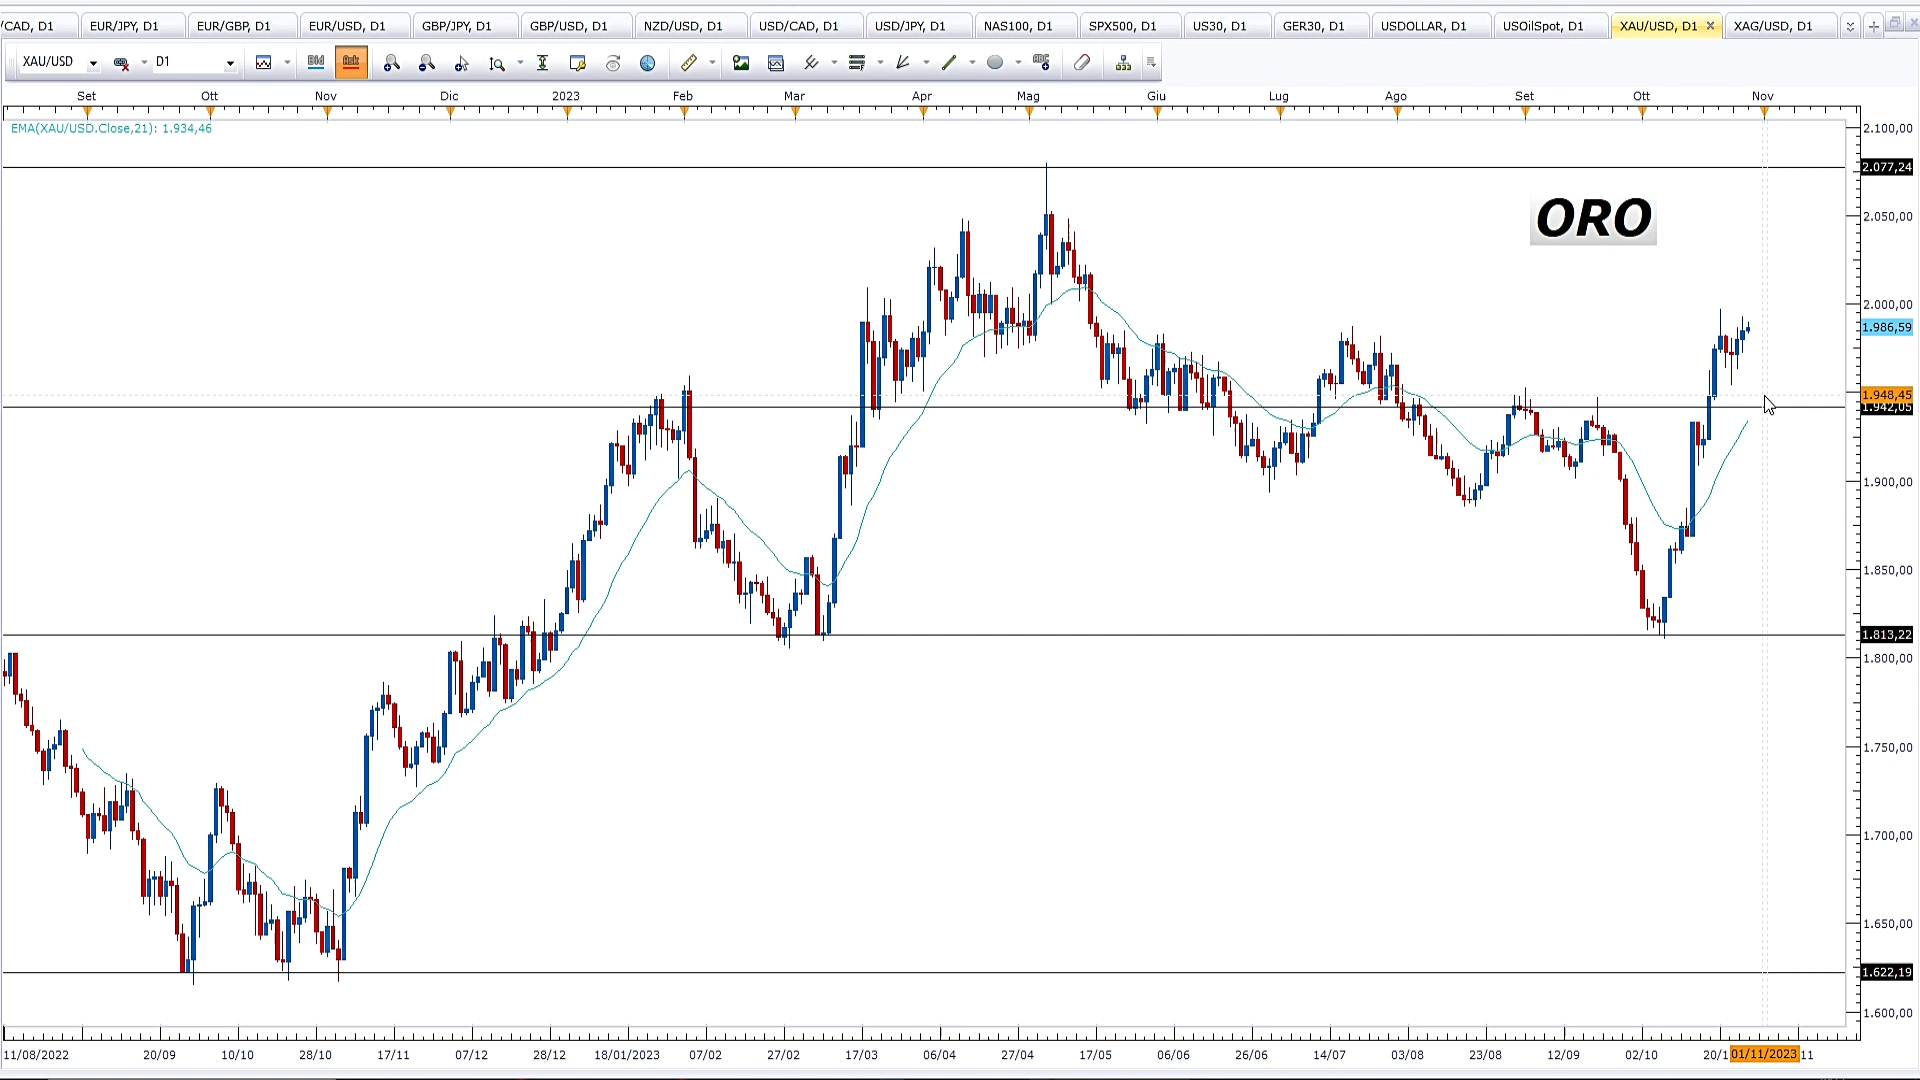 /CAD, D1 EUR/JPY, D1 EUR/GBP, D1 EUR/USD, D1 GBP/JPY, D1 GBP/USD, D1 NZD/USD, D1 USD/CAD, D1 USD/JPY, D1 NAS100, D1 SPX500, D1 US30, D1 GER30, D1 USDOLLAR, D1 USOilSpot, D1 XAU/USD, D1 XAG/USD, D1
XAU/USD D1 Bid Ask
Set Ott Nov Dic 2023 Feb Mar Apr Mag Giu Lug Ago Set Ott Nov
EMA(XAU/USD.Close,21): 1.934,46
2.100,00
2.077,24
ORO
2.050,00
2.000,00
1.986,59
1.948,45
1.942,05
1.900,00
1.850,00
1.813,22
1.800,00
1.750,00
1.700,00
1.650,00
1.622,19
1.600,00
11/08/2022 20/09 10/10 28/10 17/11 07/12 28/12 18/01/2023 07/02 27/02 17/03 06/04 27/04 17/05 06/06 26/06 14/07 03/08 23/08 12/09 02/10 20/1 01/11/2023 11